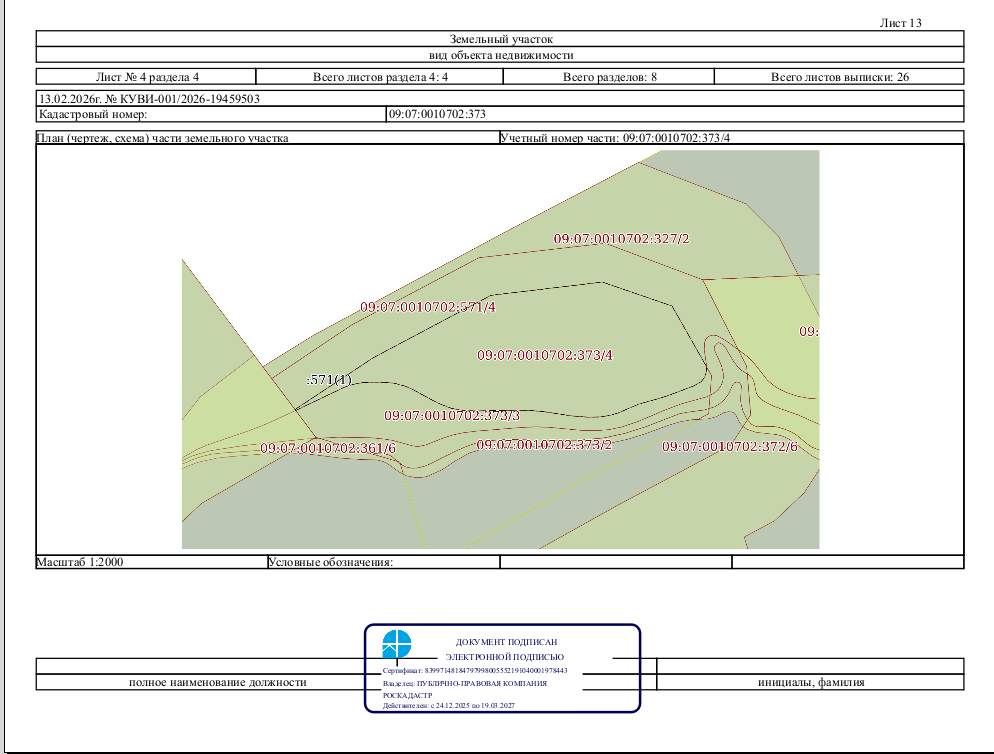 Лист 13
Земельный участок
вид объекта недвижимости
Лист № 4 раздела 4 Всего листов раздела 4: 4 Всего разделов: 8 Всего листов выписки: 26
13.02.2026г. № КУВИ-001/2026-19459503
Кадастровый номер: 09:07:0010702:373
План (чертеж, схема) части земельного участка Учетный номер части: 09:07:0010702:373/4
09:07:0010702:327/2
09:07:0010702:571/4
09:
09:07:0010702:373/4
:571(1)
09:07:0010702:373/3
09:07:0010702:361/6 09:07:0010702:373/2 09:07:0010702:372/6
Масштаб 1:2000 Условные обозначения:
ДОКУМЕНТ ПОДПИСАН
ЭЛЕКТРОННОЙ ПОДПИСЬЮ
Сертификат: 83997148184797998005552191040001978443
Владелец: ПУБЛИЧНО-ПРАВОВАЯ КОМПАНИЯ
РОСКАДАСТР
Действителен: с 24.12.2025 по 19.03.2027
полное наименование должности инициалы, фамилия